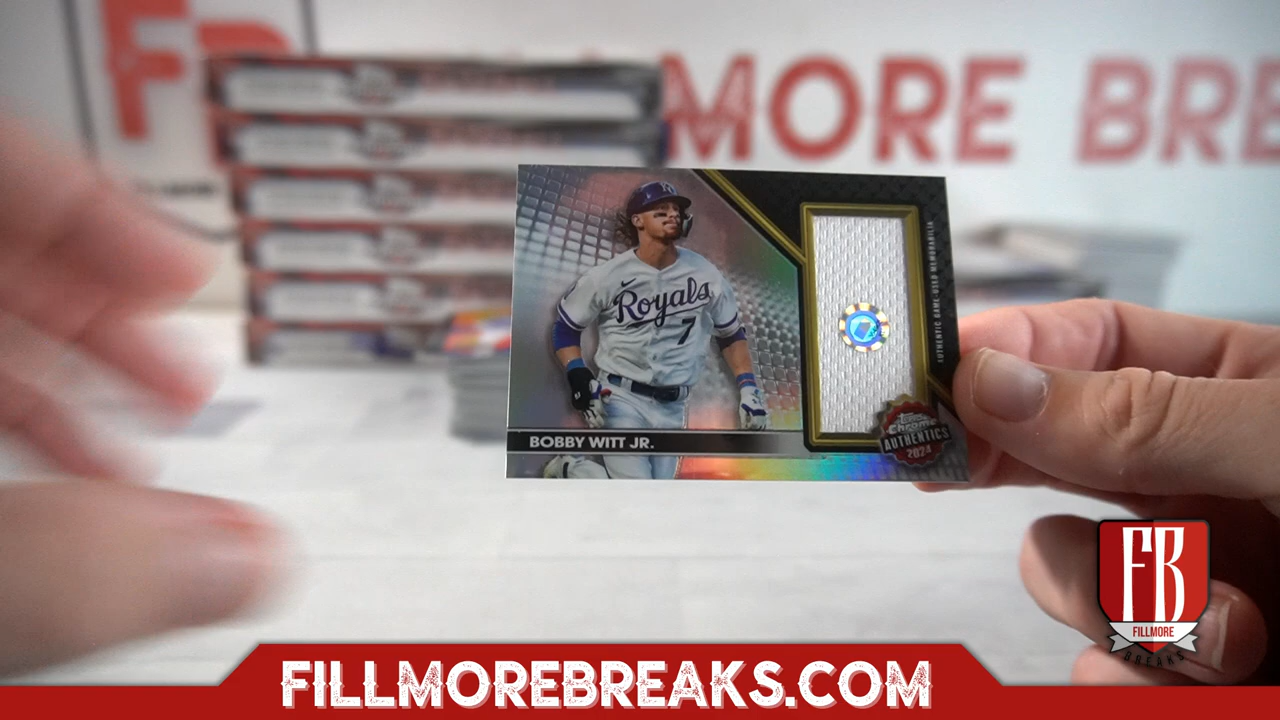 MORE BRE
Royals
7
AUTHENTIC GAME-USED MEMORABILIA
BOBBY WITT JR.
Topps
Chrome
AUTHENTICS
2024
FB
FILLMORE
BREAKS
FILLMOREBREAKS.COM